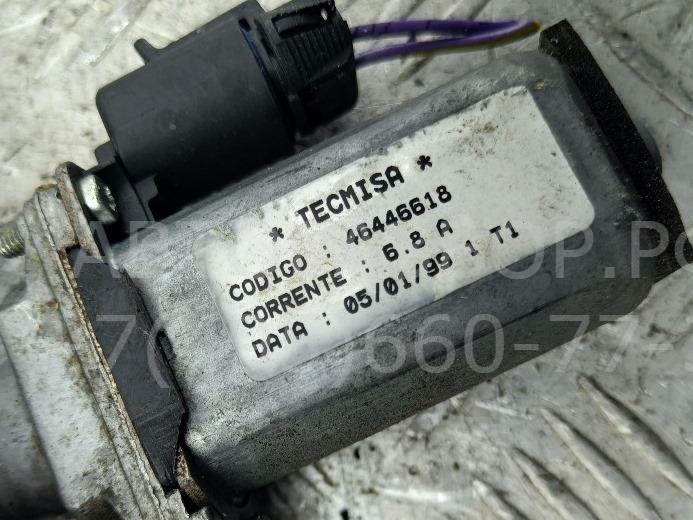 * TECMISA *
CODIGO : 46446618
CORRENTE : 6.8 A
DATA : 05/01/99 1 T1